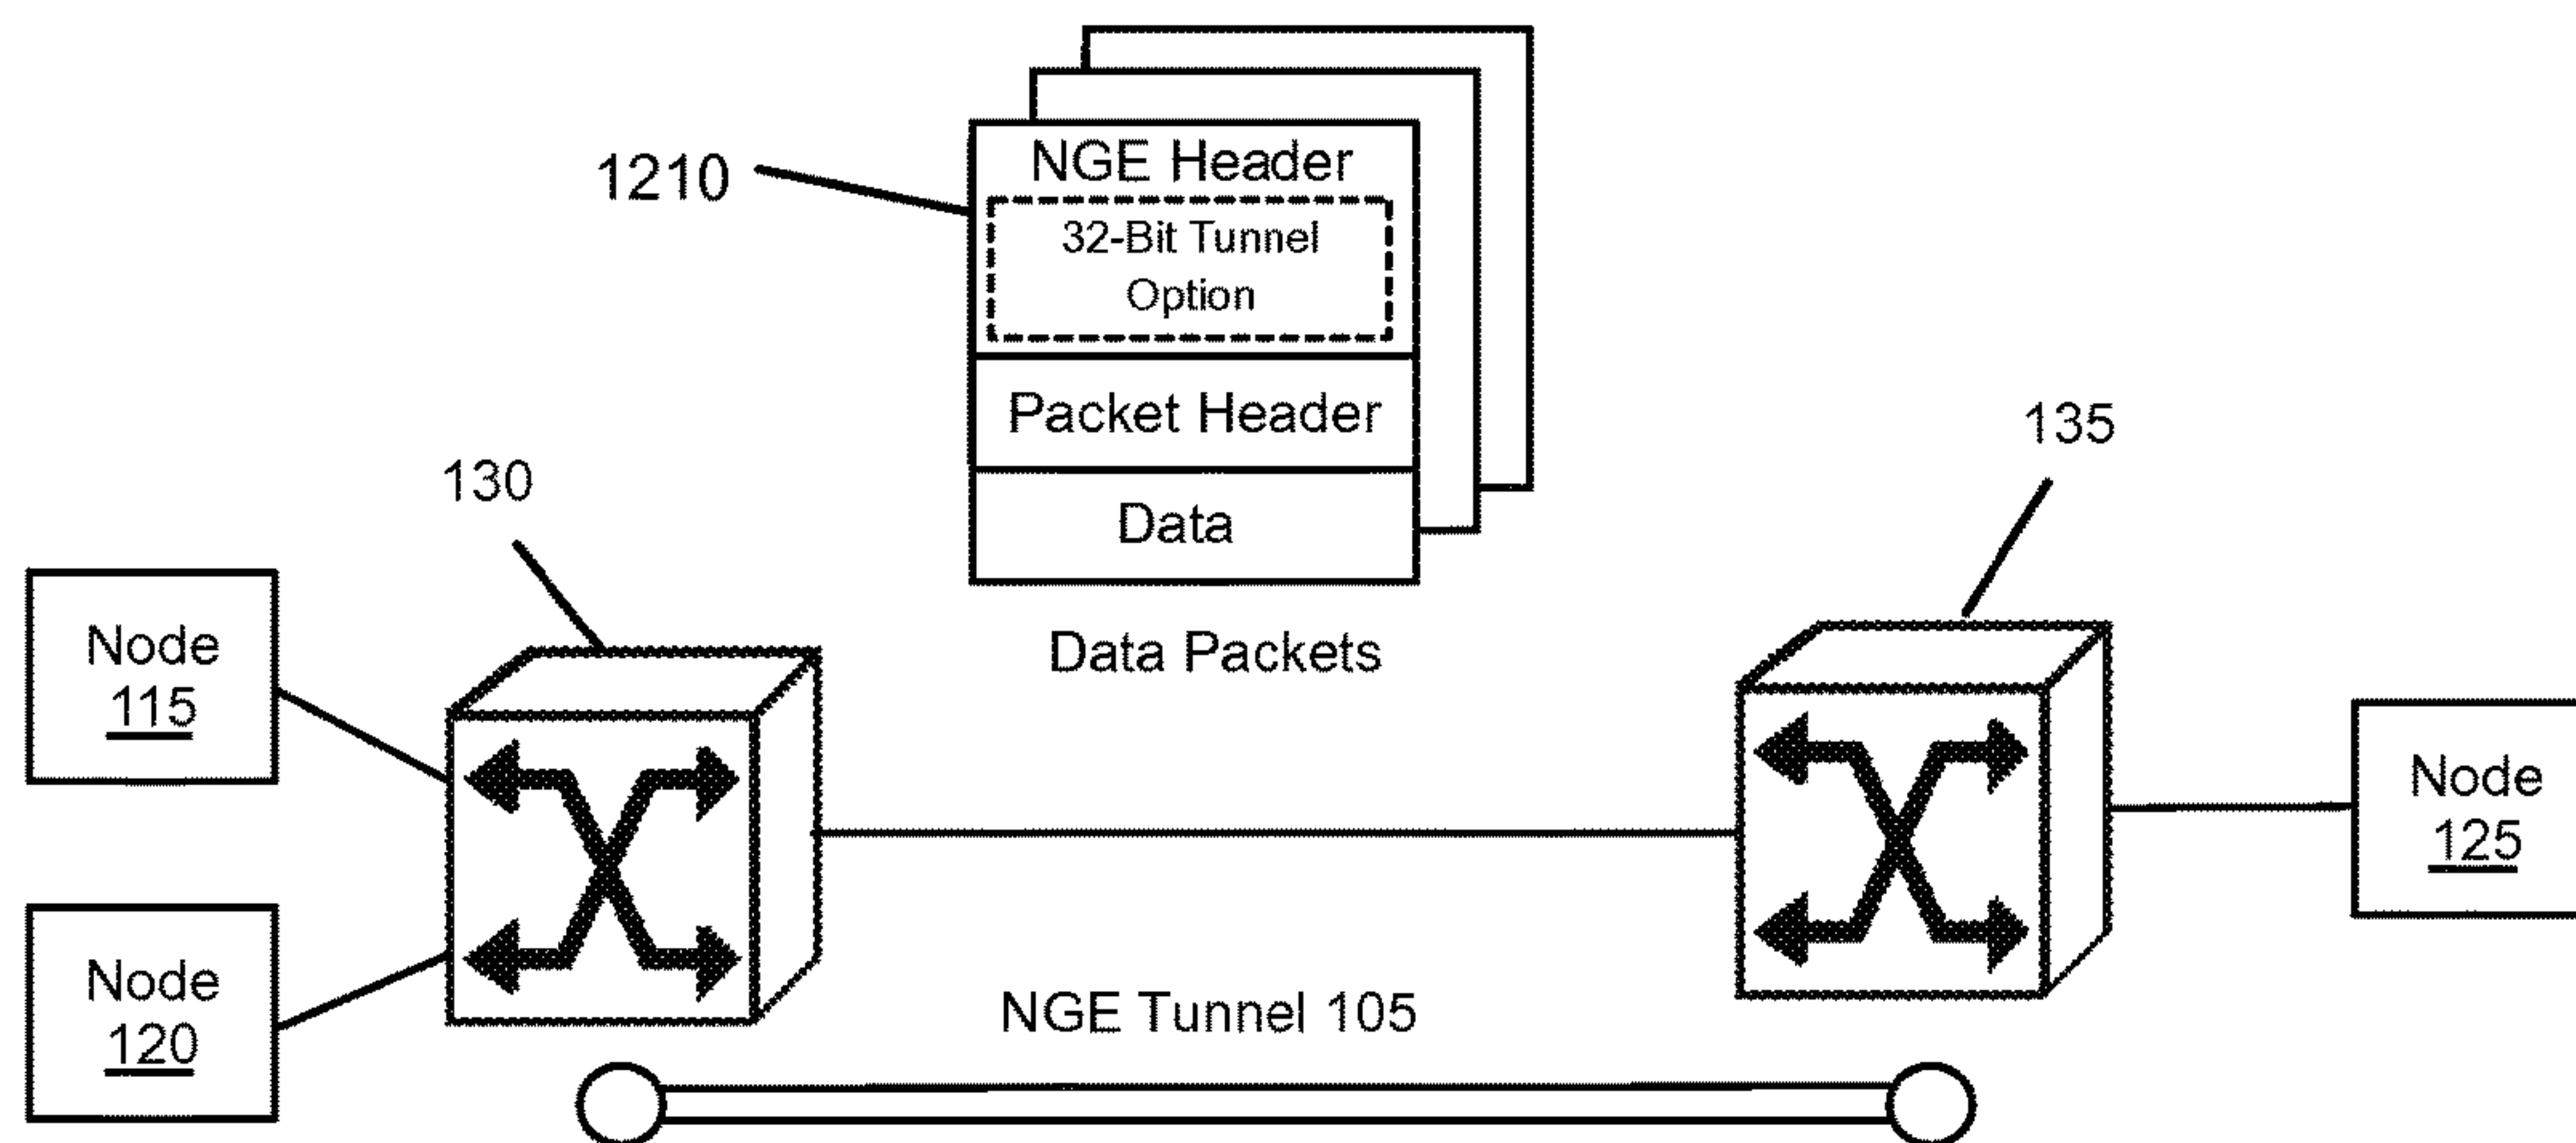 1210
NGE Header
32-Bit Tunnel
Option
Packet Header
Data
Data Packets
130
135
Node
115
Node
120
Node
125
NGE Tunnel 105